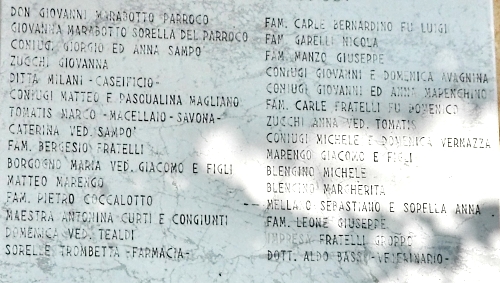 DON GIOVANNI MARABOTTO PARROCO
GIOVANNA MARABOTTO SORELLA DEL PARROCO
CONIUG. GIORGIO ED ANNA SAMPO
ZUCCHI GIOVANNA
DITTA MILANI -CASEIFICIO-
CONIUGI MATTEO E PASQUALINA MAGLIANO
TOMATIS MARCO -MACELLAIO-SAVONA-
CATERINA VED. SAMPO'
FAM. BERGESIO FRATELLI
BORGOGNO MARIA VED. GIACOMO E FIGLI
MATTEO MARENGO
FAM. PIETRO COCCALOTTO
MAESTRA ANTONINA CURTI E CONGIUNTI
DOMENICA VED. TEALDI
SORELLE TROMBETTA -FARMACIA-
FAM. CARLE BERNARDINO FU LUIGI
FAM. GARELLI NICOLA
FAM. MANZO GIUSEPPE
CONIUGI GIOVANNI E DOMENICA AVAGNINA
CONIUGI GIOVANNI ED ANNA MARENGHINO
FAM. CARLE FRATELLI FU DOMENICO
ZUCCHI ANNA VED. TOMATIS
CONIUGI MICHELE E DOMENICA VERNAZZA
MARENGO GIACOMO E FIGLI
BLENGINO MICHELE
BLENGINO MARGHERITA
MELLANO SEBASTIANO E SORELLA ANNA
FAM. LEONE GIUSEPPE
IMPRESA FRATELLI GROPPO
DOTT. ALDO BASSI -VETERINARIO-